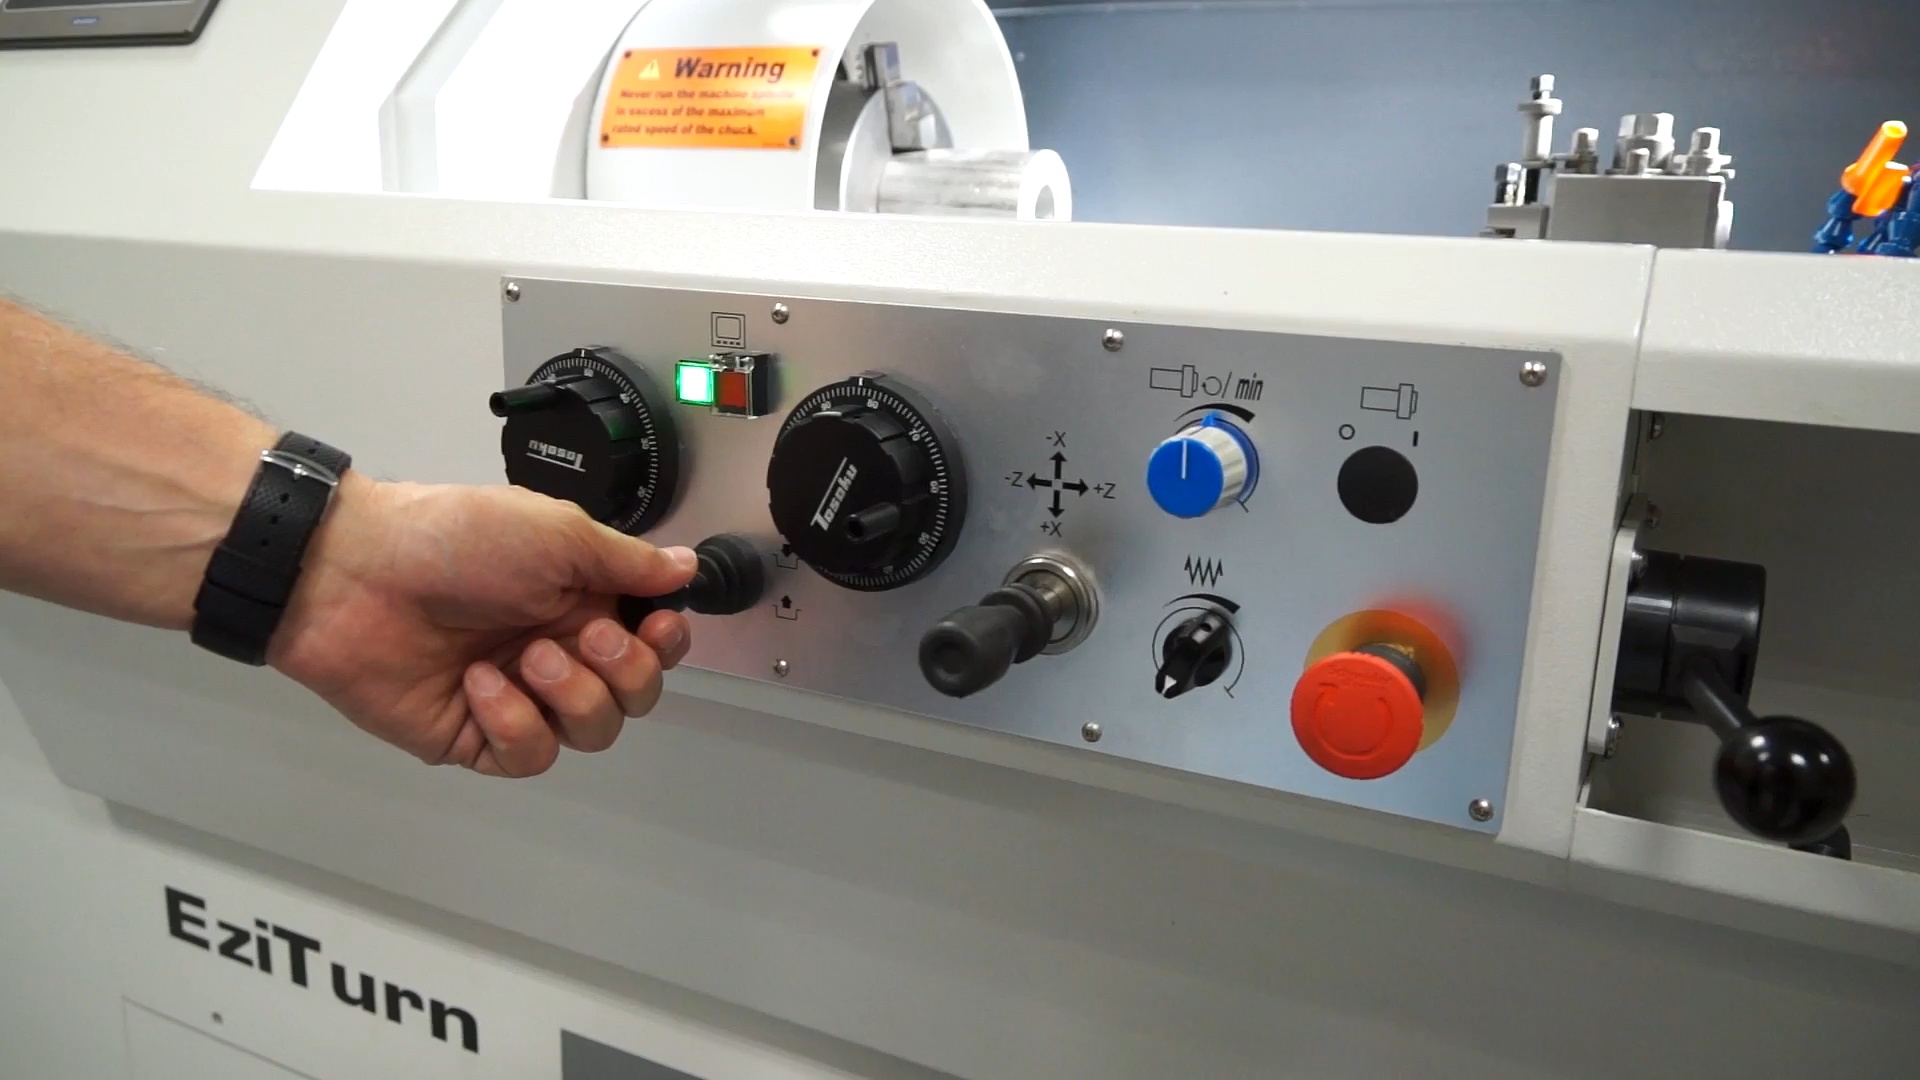 Warning
Never run the machine spindle
in excess of the maximum
rated speed of the chuck.
/min
O
I
-X
-Z
+Z
+X
Tosoku
Tosoku
EziTurn